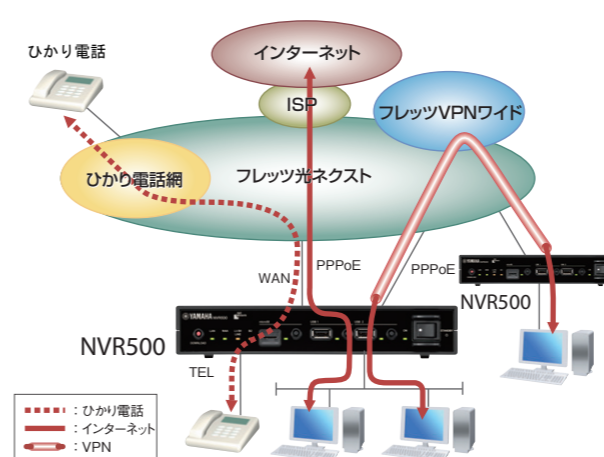 ひかり電話
インターネット
ISP
フレッツVPNワイド
ひかり電話網
フレッツ光ネクスト
WAN
PPPoE
PPPoE
NVR500
YAMAHA
NVR500
TEL
：ひかり電話
：インターネット
：VPN